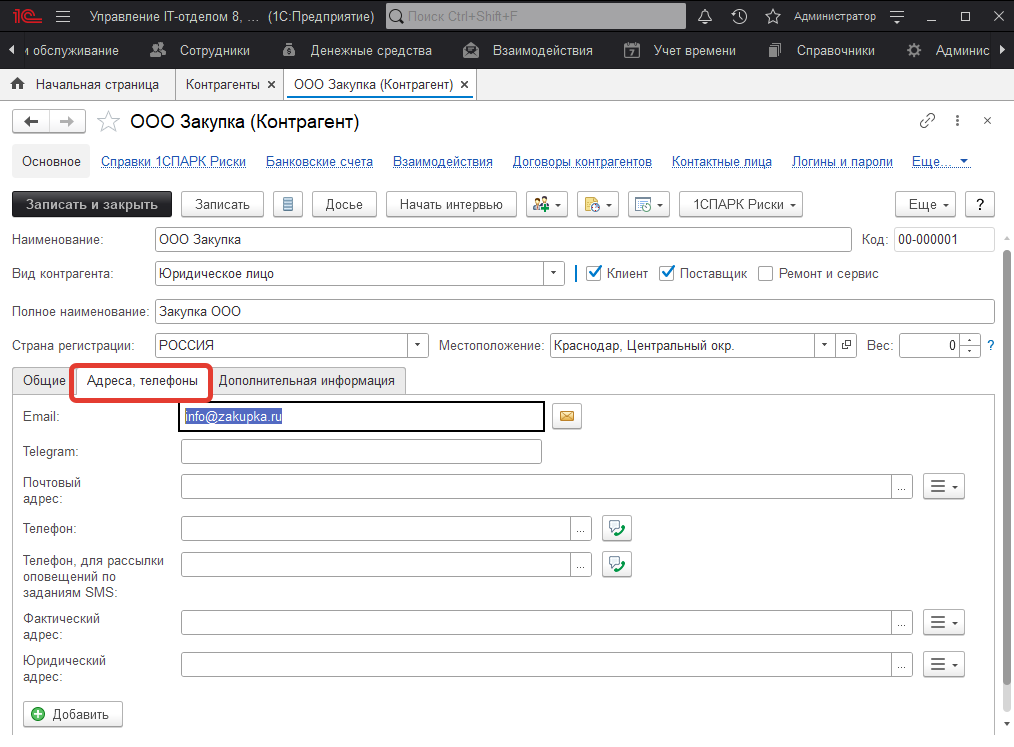 1С Управление IT-отделом 8, ... (1С:Предприятие) Поиск Ctrl+Shift+F Администратор
и обслуживание Сотрудники Денежные средства Взаимодействия Учет времени Справочники Админис
Начальная страница Контрагенты × ООО Закупка (Контрагент) ×
ООО Закупка (Контрагент)
Основное Справки 1СПАРК Риски Банковские счета Взаимодействия Договоры контрагентов Контактные лица Логины и пароли Еще...
Записать и закрыть Записать Досье Начать интервью 1СПАРК Риски Еще ?
Наименование: ООО Закупка Код: 00-000001
Вид контрагента: Юридическое лицо Клиент Поставщик Ремонт и сервис
Полное наименование: Закупка ООО
Страна регистрации: РОССИЯ Местоположение: Краснодар, Центральный окр. Вес: 0 ?
Общие Адреса, телефоны Дополнительная информация
Email: info@zakupka.ru
Telegram:
Почтовый
адрес: ...
Телефон: ...
Телефон, для рассылки
оповещений по
заданиям SMS: ...
Фактический
адрес: ...
Юридический
адрес: ...
Добавить